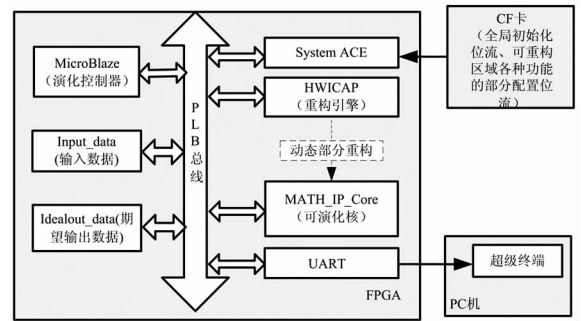 MicroBlaze
（演化控制器）
Input_data
(输入数据)
Idealout_data(期
望输出数据)
PLB总线
System ACE
HWICAP
（重构引擎）
动态部分重构
MATH_IP_Core
（可演化核）
UART
FPGA
CF卡
（全局初始化
位流、可重构
区域各种功能
的部分配置位
流）
超级终端
PC机